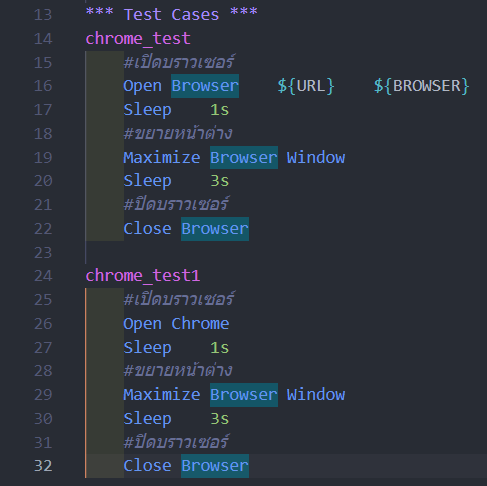 13 *** Test Cases ***
14 chrome_test
15 #เปิดบราวเซอร์
16 Open Browser ${URL} ${BROWSER}
17 Sleep 1s
18 #ขยายหน้าต่าง
19 Maximize Browser Window
20 Sleep 3s
21 #ปิดบราวเซอร์
22 Close Browser
23
24 chrome_test1
25 #เปิดบราวเซอร์
26 Open Chrome
27 Sleep 1s
28 #ขยายหน้าต่าง
29 Maximize Browser Window
30 Sleep 3s
31 #ปิดบราวเซอร์
32 Close Browser